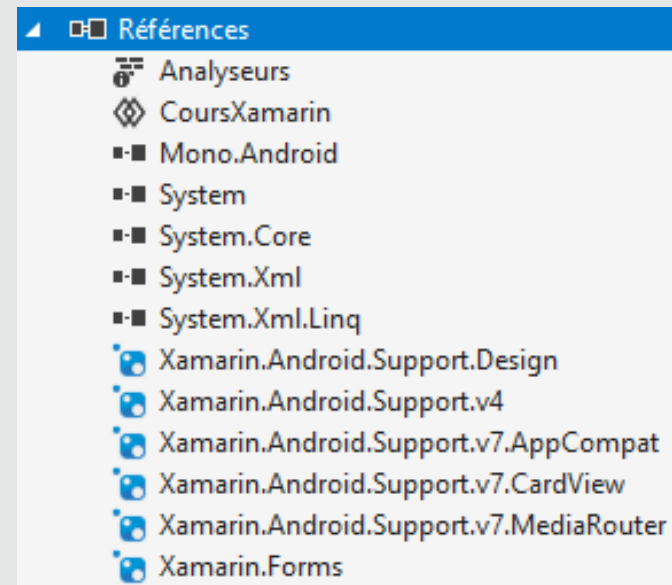 Références
Analyseurs
CoursXamarin
Mono.Android
System
System.Core
System.Xml
System.Xml.Linq
Xamarin.Android.Support.Design
Xamarin.Android.Support.v4
Xamarin.Android.Support.v7.AppCompat
Xamarin.Android.Support.v7.CardView
Xamarin.Android.Support.v7.MediaRouter
Xamarin.Forms